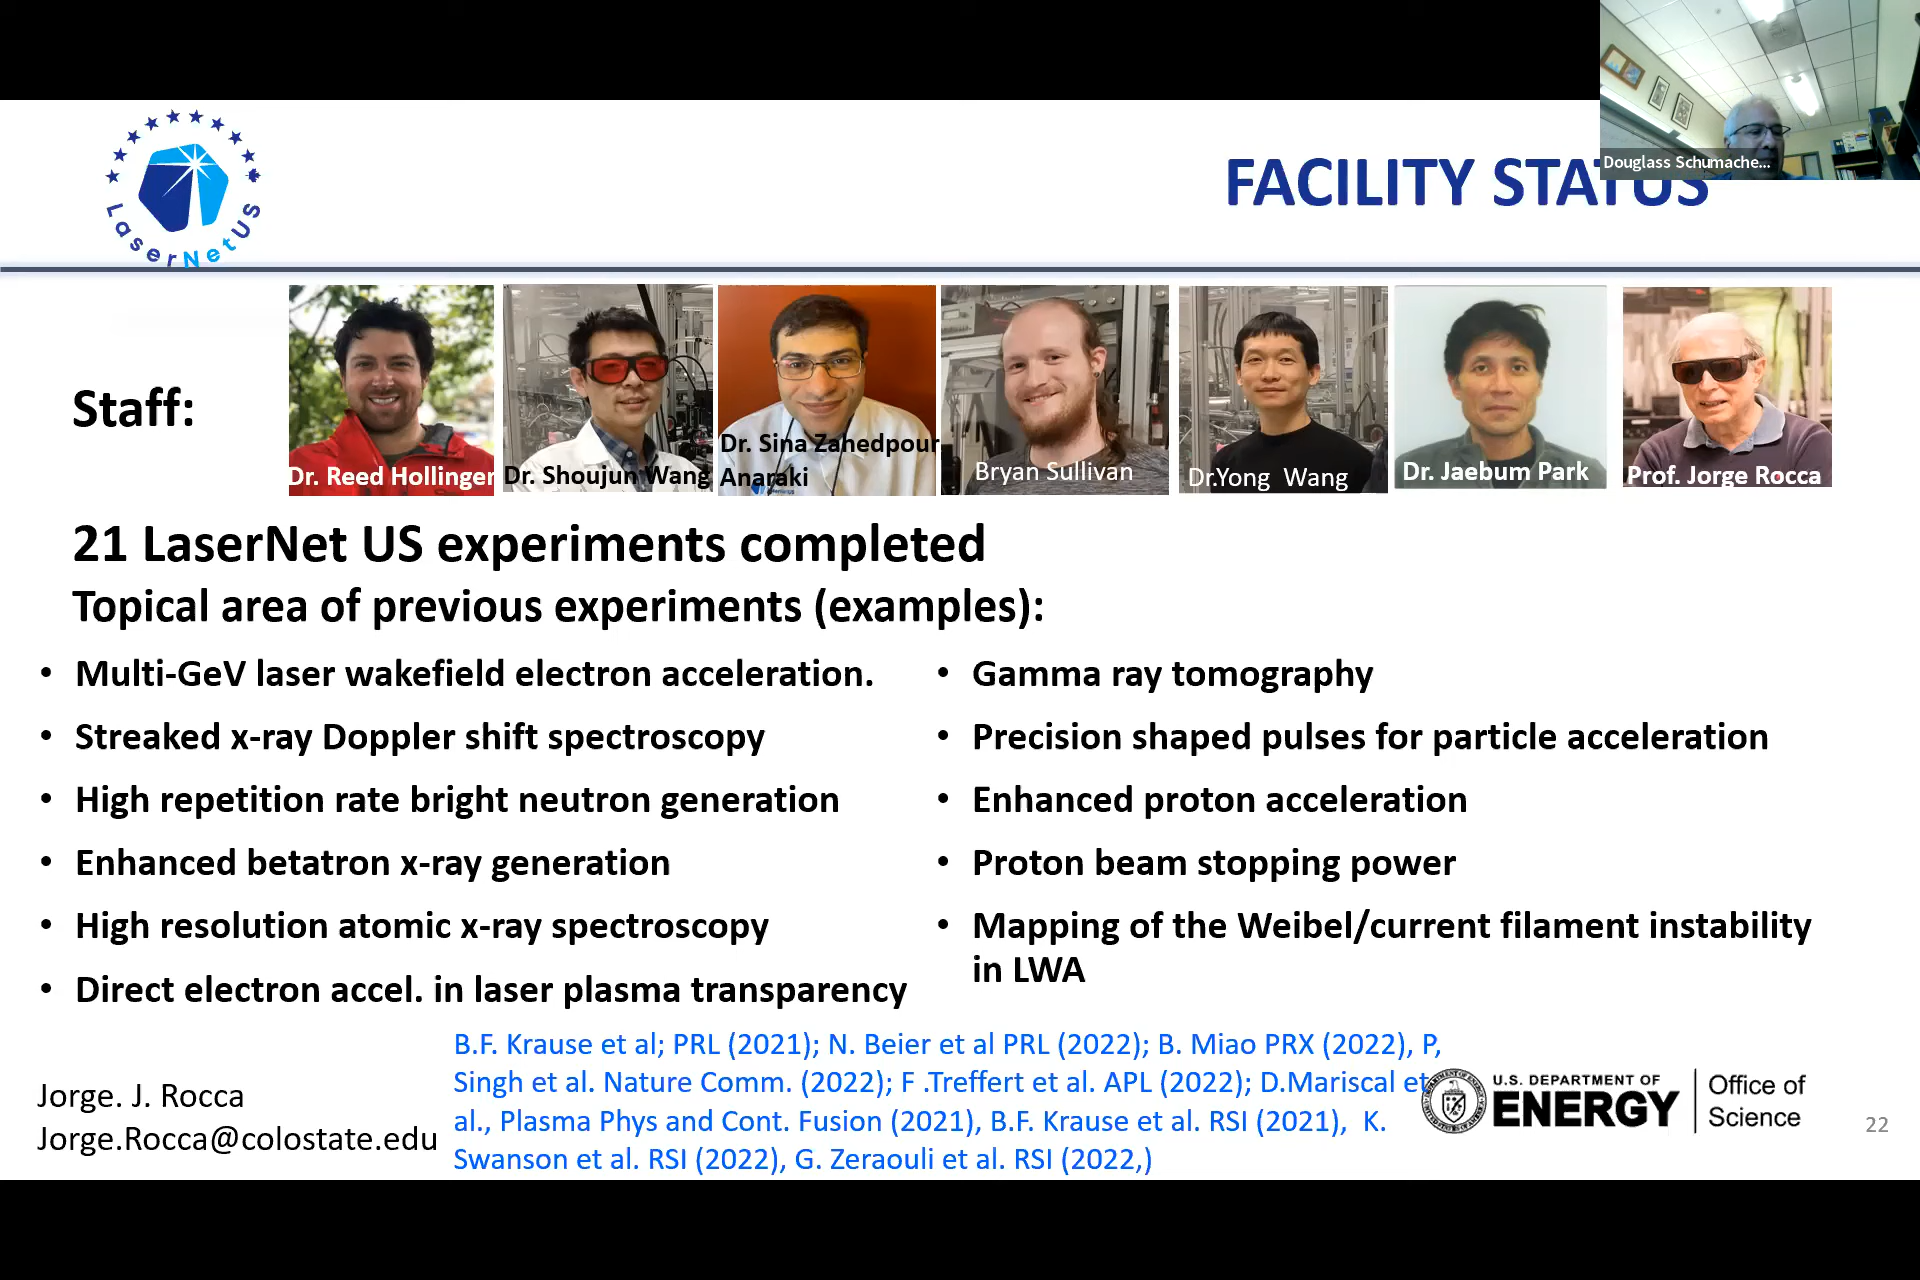 Douglass Schumache...
FACILITY STATUS
LaserNetUS
Staff:
Dr. Reed Hollinger
Dr. Shoujun Wang
Dr. Sina Zahedpour
Anaraki
Bryan Sullivan
Dr.Yong Wang
Dr. Jaebum Park
Prof. Jorge Rocca
21 LaserNet US experiments completed
Topical area of previous experiments (examples):
• Multi-GeV laser wakefield electron acceleration.
• Streaked x-ray Doppler shift spectroscopy
• High repetition rate bright neutron generation
• Enhanced betatron x-ray generation
• High resolution atomic x-ray spectroscopy
• Direct electron accel. in laser plasma transparency
• Gamma ray tomography
• Precision shaped pulses for particle acceleration
• Enhanced proton acceleration
• Proton beam stopping power
• Mapping of the Weibel/current filament instability
in LWA
B.F. Krause et al; PRL (2021); N. Beier et al PRL (2022); B. Miao PRX (2022), P,
Singh et al. Nature Comm. (2022); F .Treffert et al. APL (2022); D.Mariscal et
al., Plasma Phys and Cont. Fusion (2021), B.F. Krause et al. RSI (2021), K.
Swanson et al. RSI (2022), G. Zeraouli et al. RSI (2022,)
Jorge. J. Rocca
Jorge.Rocca@colostate.edu
U.S. DEPARTMENT OF
ENERGY
Office of
Science
22